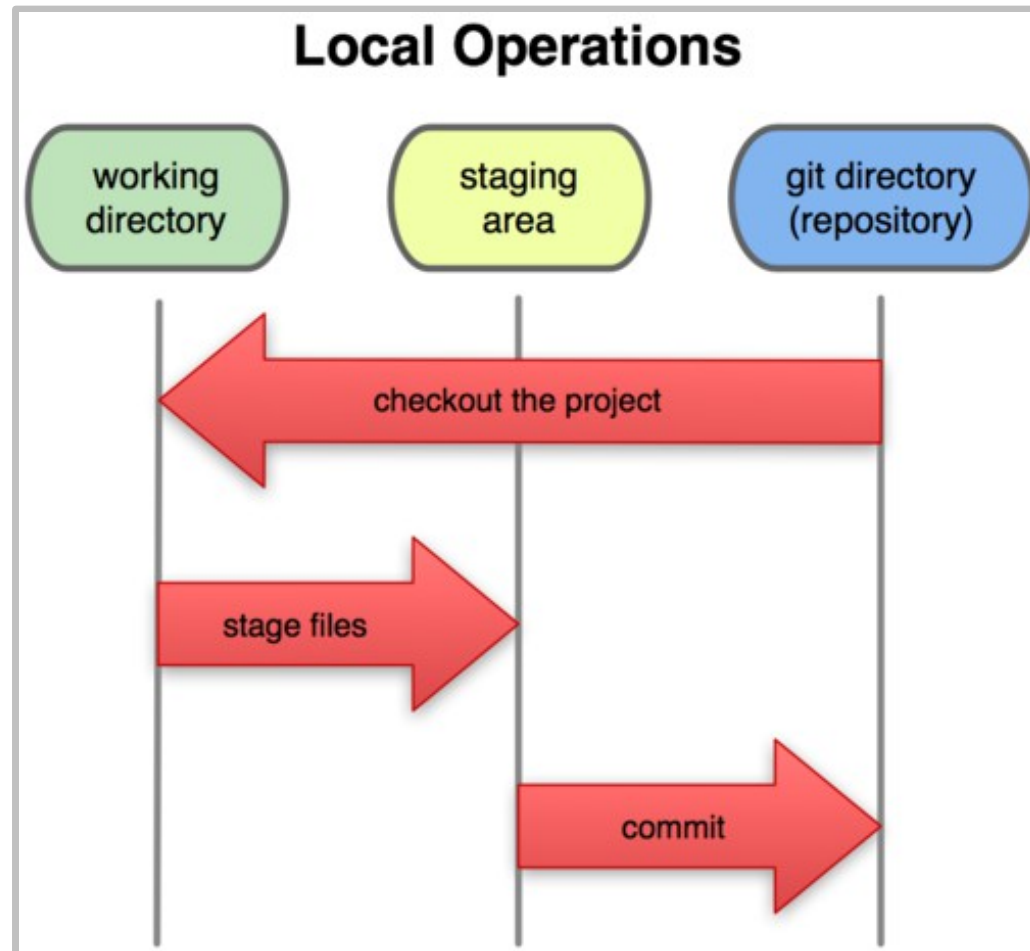 Local Operations
working
directory
staging
area
git directory
(repository)
checkout the project
stage files
commit